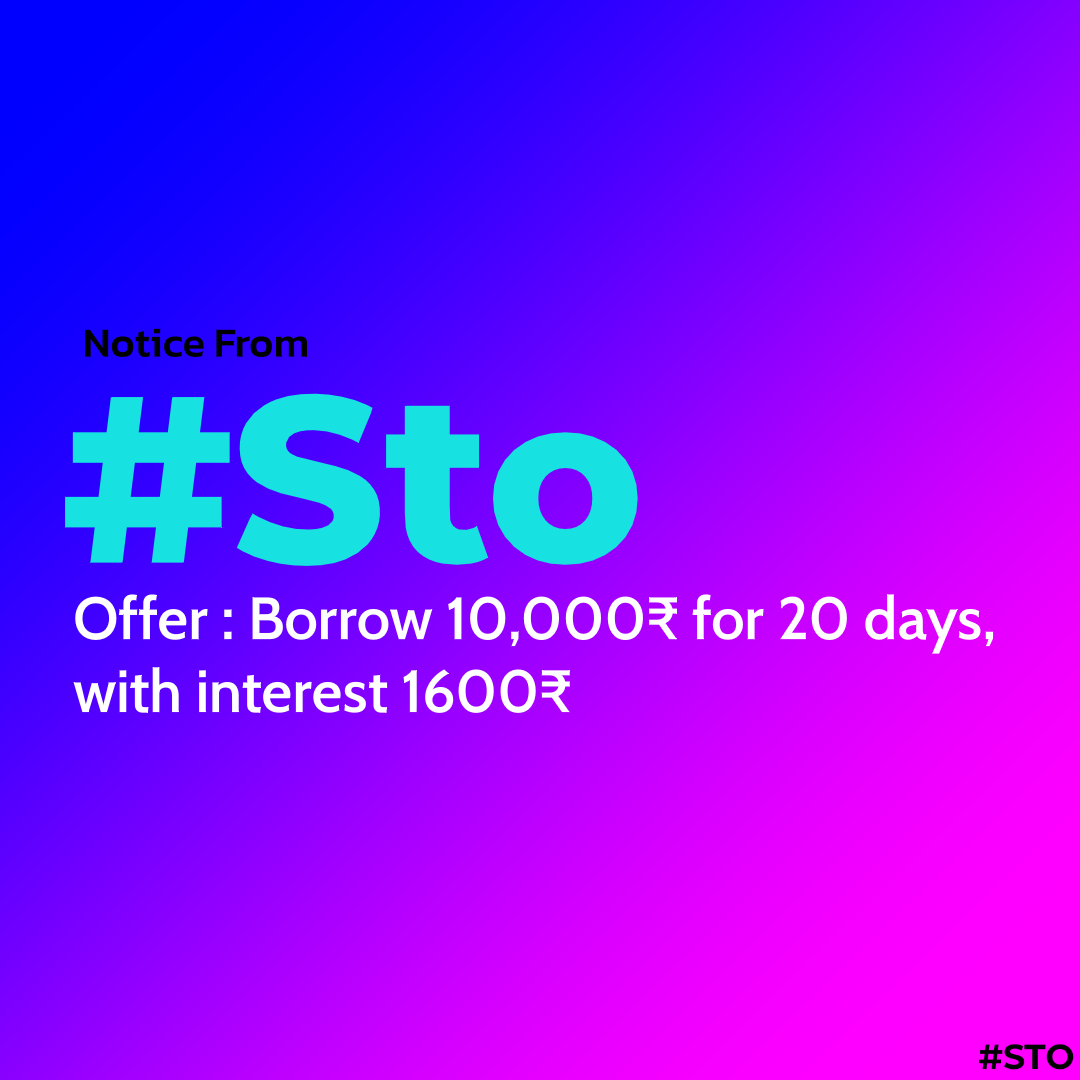 Notice From
#Sto
Offer : Borrow 10,000₹ for 20 days,
with interest 1600₹
#STO